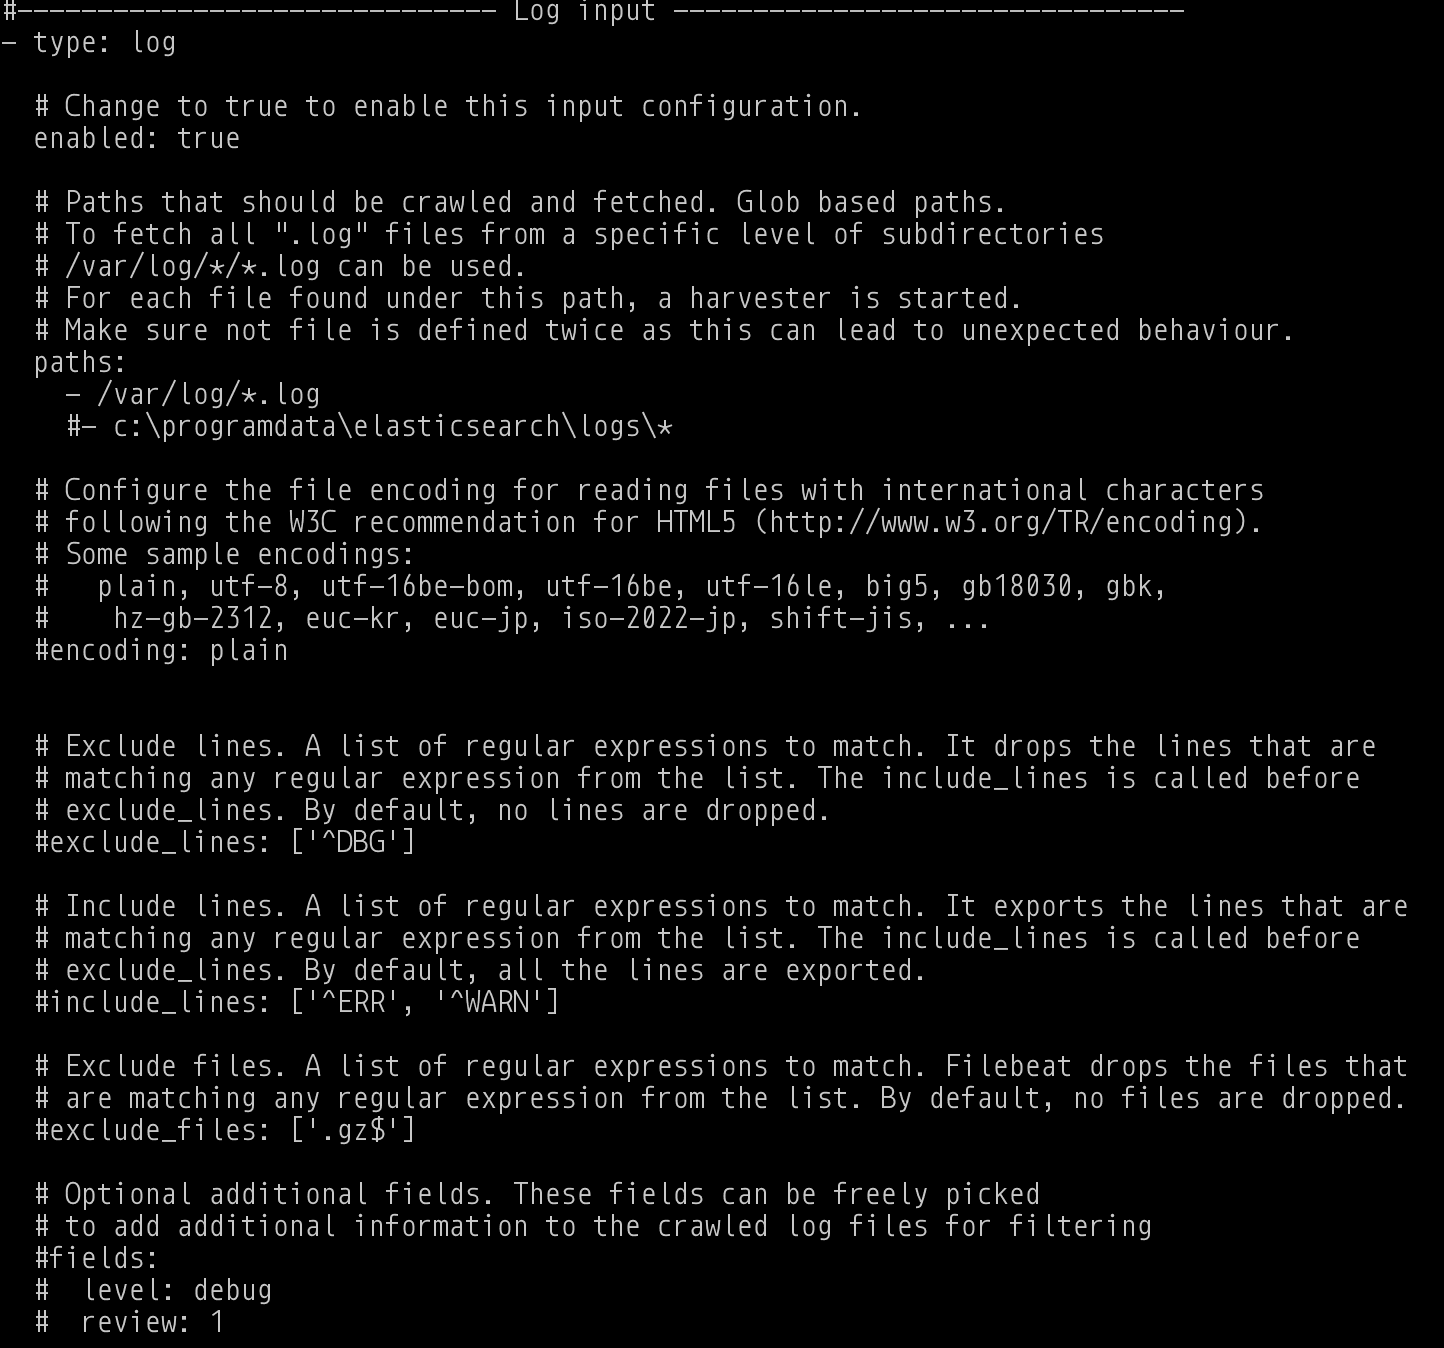 #------------------------------ Log input --------------------------------
- type: log

  # Change to true to enable this input configuration.
  enabled: true

  # Paths that should be crawled and fetched. Glob based paths.
  # To fetch all ".log" files from a specific level of subdirectories
  # /var/log/*/*.log can be used.
  # For each file found under this path, a harvester is started.
  # Make sure not file is defined twice as this can lead to unexpected behaviour.
  paths:
    - /var/log/*.log
    #- c:\programdata\elasticsearch\logs\*

  # Configure the file encoding for reading files with international characters
  # following the W3C recommendation for HTML5 (http://www.w3.org/TR/encoding).
  # Some sample encodings:
  #   plain, utf-8, utf-16be-bom, utf-16be, utf-16le, big5, gb18030, gbk,
  #    hz-gb-2312, euc-kr, euc-jp, iso-2022-jp, shift-jis, ...
  #encoding: plain


  # Exclude lines. A list of regular expressions to match. It drops the lines that are
  # matching any regular expression from the list. The include_lines is called before
  # exclude_lines. By default, no lines are dropped.
  #exclude_lines: ['^DBG']

  # Include lines. A list of regular expressions to match. It exports the lines that are
  # matching any regular expression from the list. The include_lines is called before
  # exclude_lines. By default, all the lines are exported.
  #include_lines: ['^ERR', '^WARN']

  # Exclude files. A list of regular expressions to match. Filebeat drops the files that
  # are matching any regular expression from the list. By default, no files are dropped.
  #exclude_files: ['.gz$']

  # Optional additional fields. These fields can be freely picked
  # to add additional information to the crawled log files for filtering
  #fields:
  #  level: debug
  #  review: 1